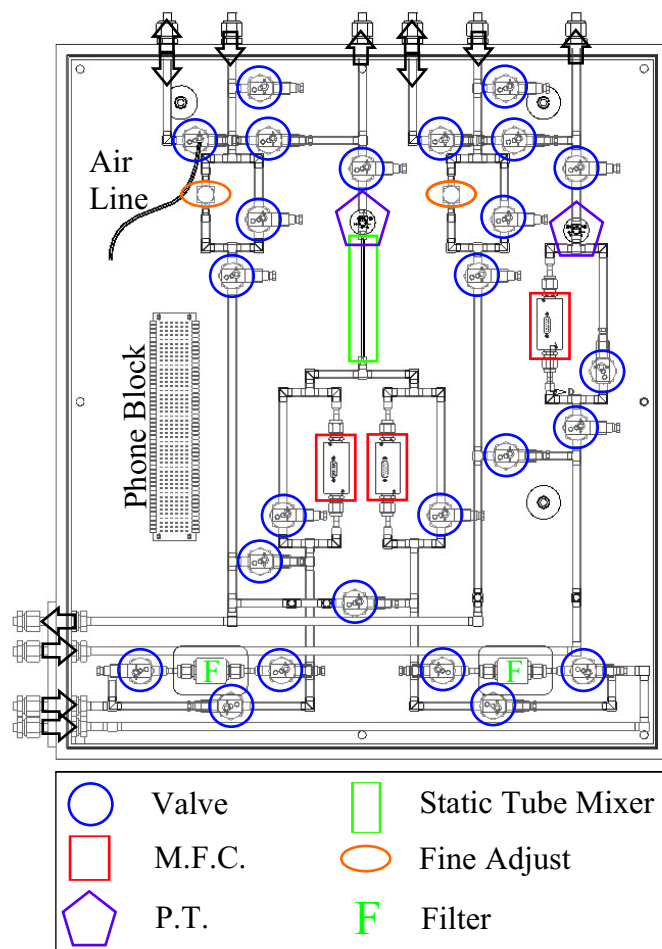 Air
Line
Phone Block
F
F
Valve
Static Tube Mixer
M.F.C.
Fine Adjust
P.T.
F
Filter